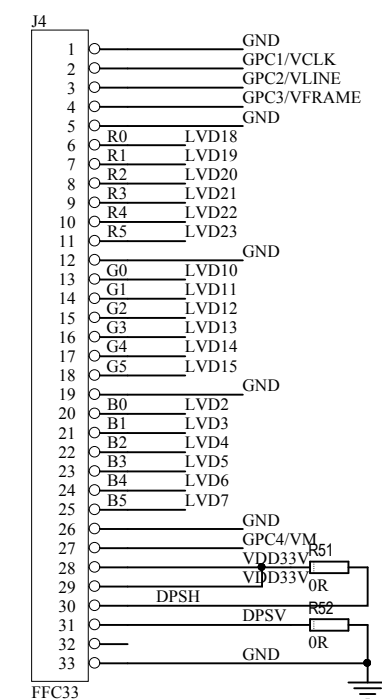 J4
1 GND
2 GPC1/VCLK
3 GPC2/VLINE
4 GPC3/VFRAME
5 GND
6 R0 LVD18
7 R1 LVD19
8 R2 LVD20
9 R3 LVD21
10 R4 LVD22
11 R5 LVD23
12 GND
13 G0 LVD10
14 G1 LVD11
15 G2 LVD12
16 G3 LVD13
17 G4 LVD14
18 G5 LVD15
19 GND
20 B0 LVD2
21 B1 LVD3
22 B2 LVD4
23 B3 LVD5
24 B4 LVD6
25 B5 LVD7
26 GND
27 GPC4/VM
28 VDD33V R51
29 VDD33V 0R
30 DPSH
31 DPSV R52
32 0R
33 GND
FFC33